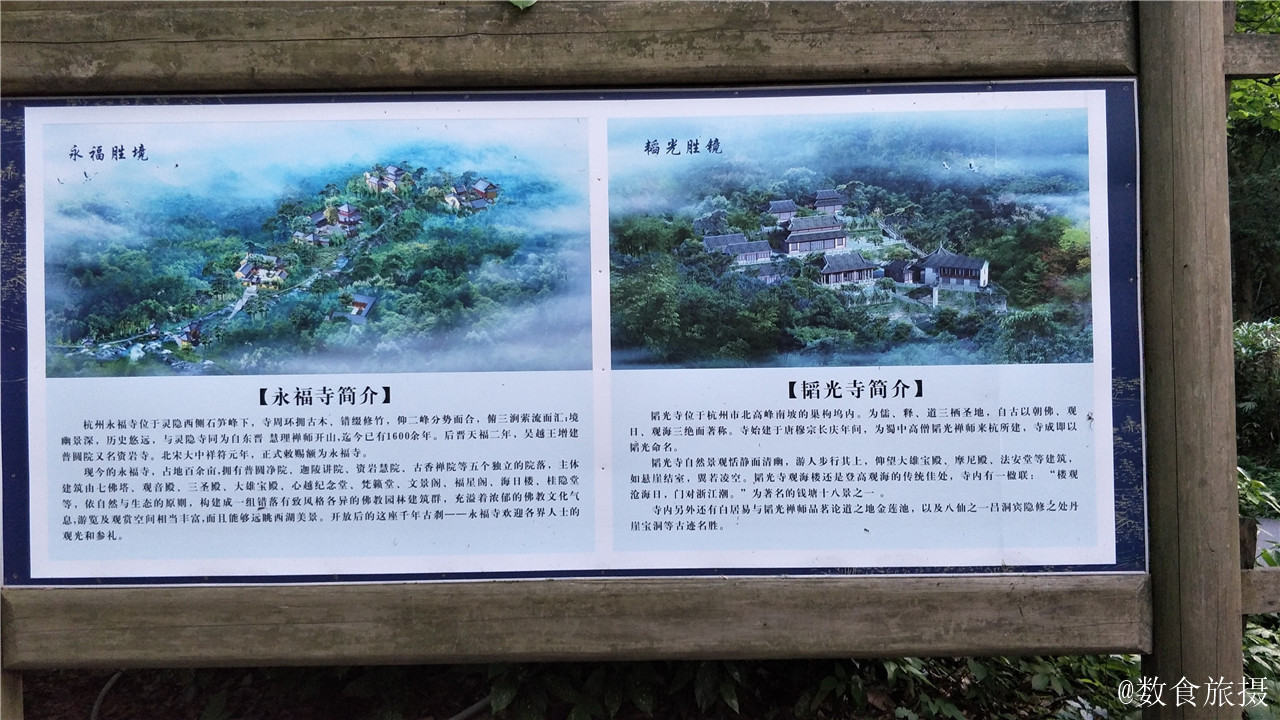 永福胜境
【永福寺简介】
杭州永福寺位于灵隐西侧石笋峰下，寺周环拥古木、错缀修竹，仰二峰分势而合，俯三涧萦流而汇；境
幽景深，历史悠远，与灵隐寺同为自东晋 慧理禅师开山，迄今已有1600余年。后晋天福二年，吴越王增建
普圆院又名资岩寺。北宋大中祥符元年，正式敕赐额为永福寺。
现今的永福寺，占地百余亩，拥有普圆净院、迦陵讲院、资岩慧院、古香禅院等五个独立的院落，主体
建筑由七佛塔、观音殿、三圣殿、大雄宝殿、心越纪念堂、梵籁堂、文景阁、福星阁、海日楼、桂隐堂
等，依自然与生态的原则，构建成一组错落有致风格各异的佛教园林建筑群，充溢着浓郁的佛教文化气
息，游览及观赏空间相当丰富，而且能够远眺西湖美景。开放后的这座千年古刹——永福寺欢迎各界人士的
观光和参礼。
韬光胜镜
【韬光寺简介】
韬光寺位于杭州市北高峰南坡的巢构坞内。为儒、释、道三栖圣地，自古以朝佛、观
日、观海三绝而著称。寺始建于唐穆宗长庆年间，为蜀中高僧韬光禅师来杭所建，寺成即以
韬光命名。
韬光寺自然景观恬静而清幽，游人步行其上，仰望大雄宝殿、摩尼殿、法安堂等建筑，
如悬崖结室，翼若凌空。韬光寺观海楼还是登高观海的传统佳处，寺内有一楹联：“楼观
沧海日，门对浙江潮。”为著名的钱塘十八景之一 。
寺内另外还有白居易与韬光禅师品茗论道之地金莲池，以及八仙之一吕洞宾隐修之处丹
崖宝洞等古迹名胜。
@数食旅摄